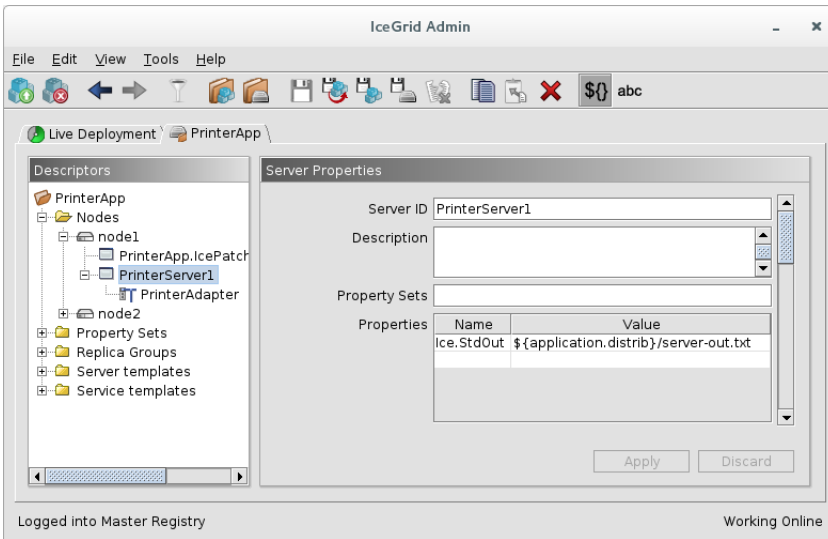 IceGrid Admin
File Edit View Tools Help
${} abc
Live Deployment PrinterApp
Descriptors
PrinterApp
Nodes
node1
PrinterApp.IcePatch
PrinterServer1
PrinterAdapter
node2
Property Sets
Replica Groups
Server templates
Service templates
Server Properties
Server ID PrinterServer1
Description
Property Sets
Properties Name Value
Ice.StdOut ${application.distrib}/server-out.txt
Apply Discard
Logged into Master Registry Working Online